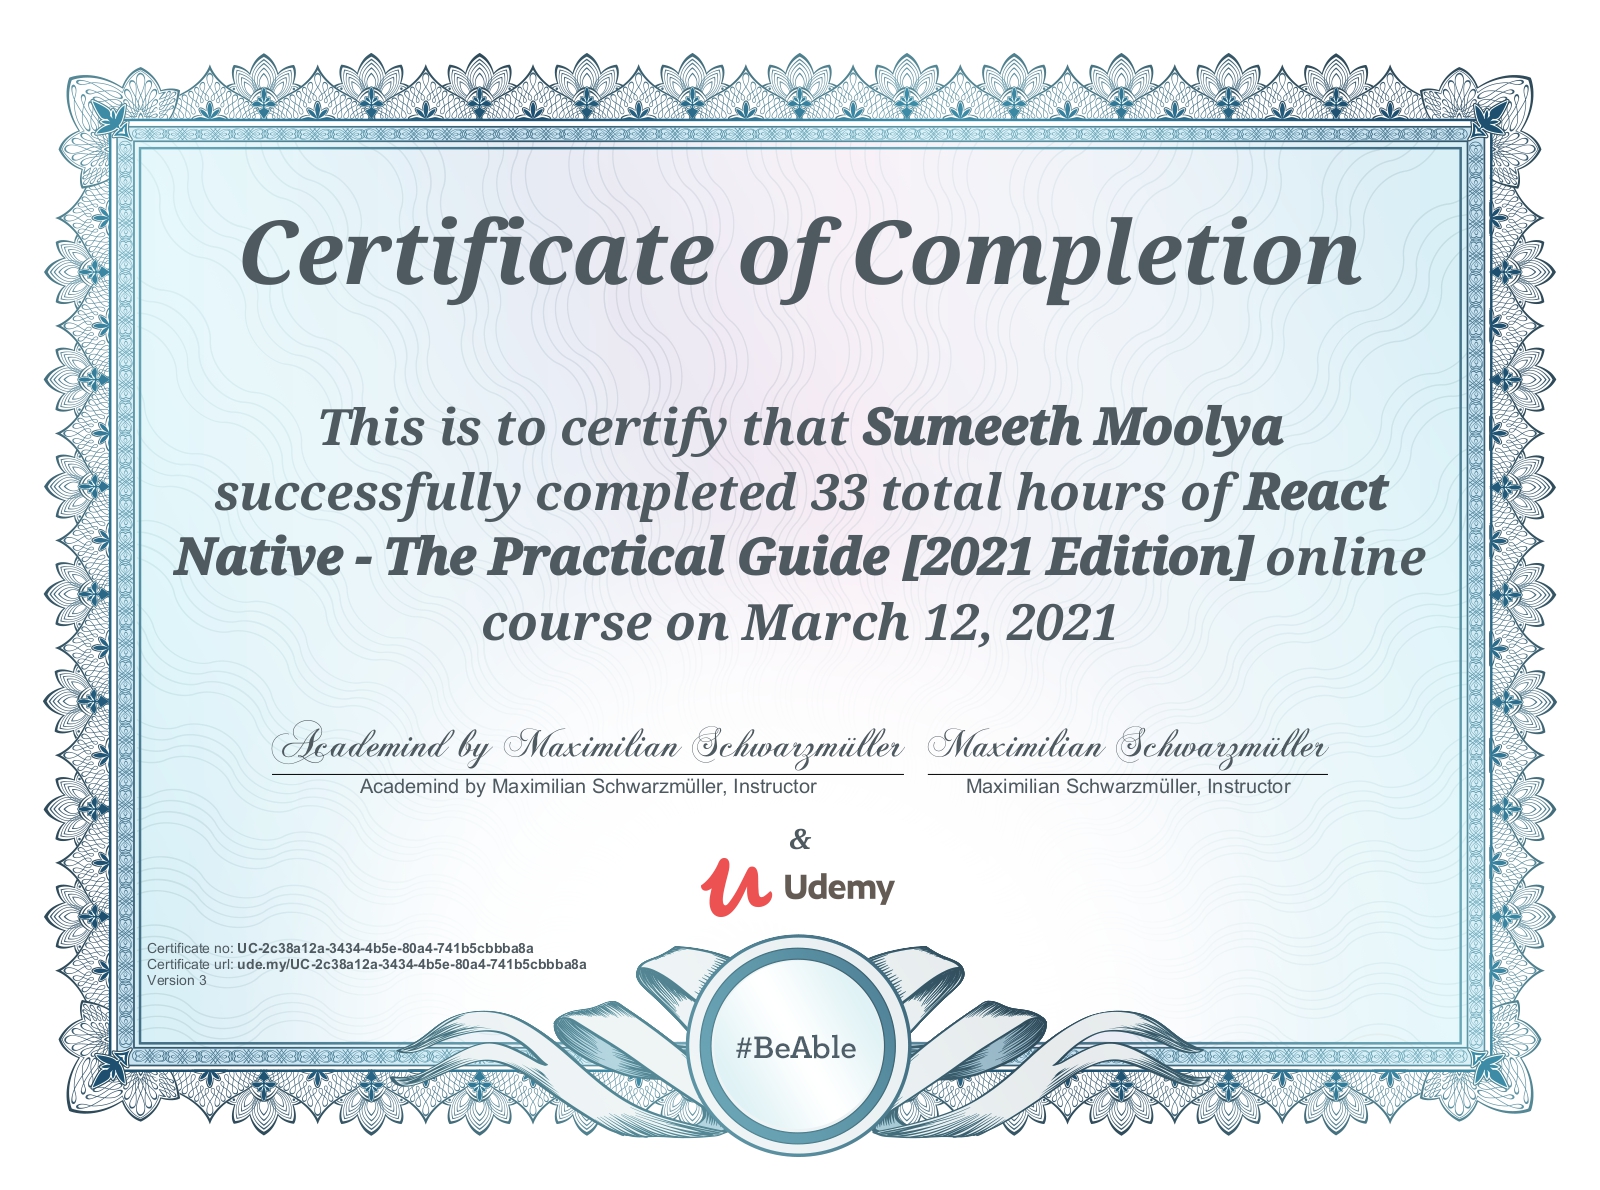 Certificate of Completion
This is to certify that Sumeeth Moolya
successfully completed 33 total hours of React
Native - The Practical Guide [2021 Edition] online
course on March 12, 2021
Academind by Maximilian Schwarzmüller Maximilian Schwarzmüller
Academind by Maximilian Schwarzmüller, Instructor Maximilian Schwarzmüller, Instructor
&
Udemy
Certificate no: UC-2c38a12a-3434-4b5e-80a4-741b5cbbba8a
Certificate url: ude.my/UC-2c38a12a-3434-4b5e-80a4-741b5cbbba8a
Version 3
#BeAble